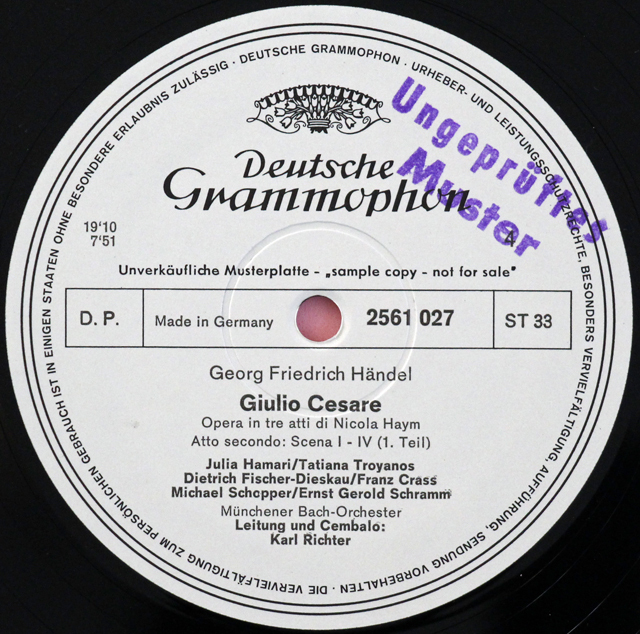 DEUTSCHE GRAMMOPHON · URHEBER- UND LEISTUNGSSCHUTZRECHTE, BESONDERS VERVIELFÄLTIGUNG, AUFFÜHRUNG, SENDUNG VORBEHALTEN · DIE VERVIELFÄLTIGUNG ZUM PERSÖNLICHEN GEBRAUCH IST IN EINIGEN STAATEN OHNE BESONDERE ERLAUBNIS ZULÄSSIG ·
Ungeprüftes
Muster
Deutsche
Grammophon
19'10
7'51
A
Unverkäufliche Musterplatte - „sample copy - not for sale"
D. P. Made in Germany 2561 027 ST 33
Georg Friedrich Händel
Giulio Cesare
Opera in tre atti di Nicola Haym
Atto secondo: Scena I - IV (1. Teil)
Julia Hamari/Tatiana Troyanos
Dietrich Fischer-Dieskau/Franz Crass
Michael Schopper/Ernst Gerold Schramm
Münchener Bach-Orchester
Leitung und Cembalo:
Karl Richter